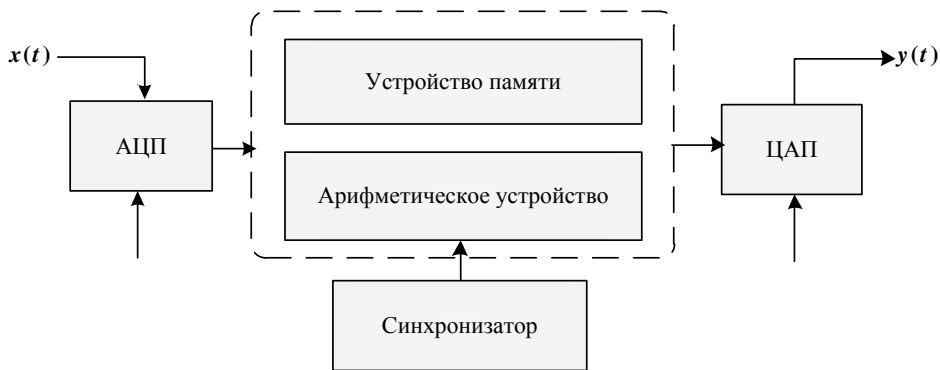 x(t)
Устройство памяти
y(t)
АЦП
ЦАП
Арифметическое устройство
Синхронизатор